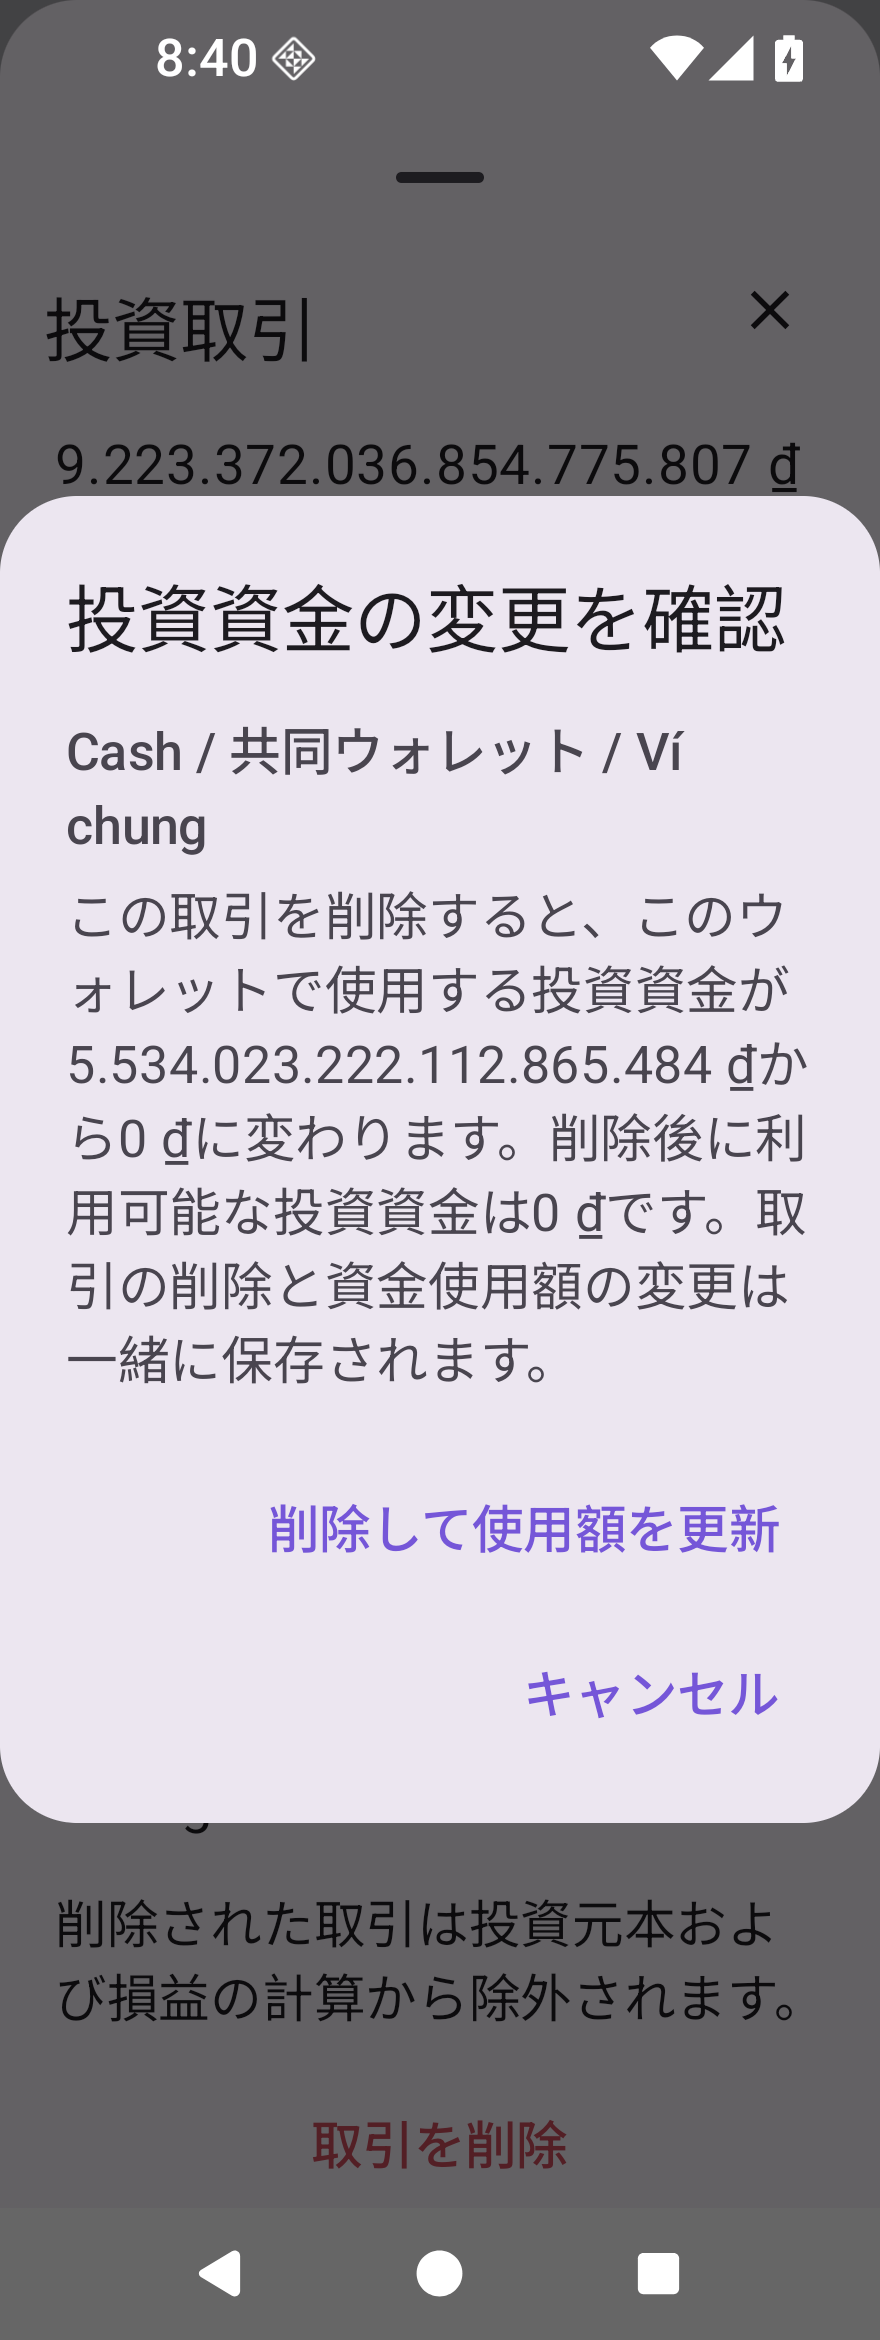 8:40
投資取引
9.223.372.036.854.775.807 ₫
投資資金の変更を確認
Cash / 共同ウォレット / Ví
chung
この取引を削除すると、このウ
ォレットで使用する投資資金が
5.534.023.222.112.865.484 ₫か
ら0 ₫に変わります。削除後に利
用可能な投資資金は0 ₫です。取
引の削除と資金使用額の変更は
一緒に保存されます。
削除して使用額を更新
キャンセル
削除された取引は投資元本およ
び損益の計算から除外されます。
取引を削除